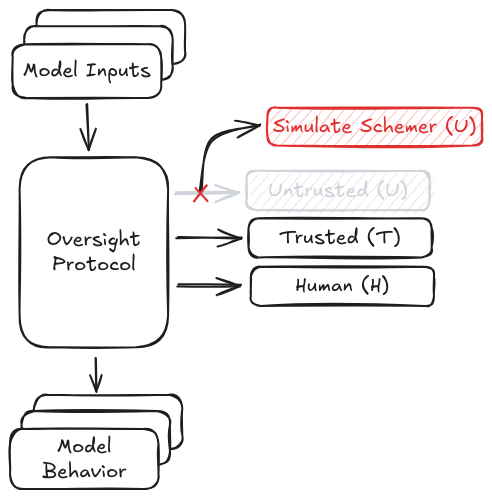 Model Inputs
Simulate Schemer (U)
Untrusted (U)
Oversight
Protocol
Trusted (T)
Human (H)
Model
Behavior